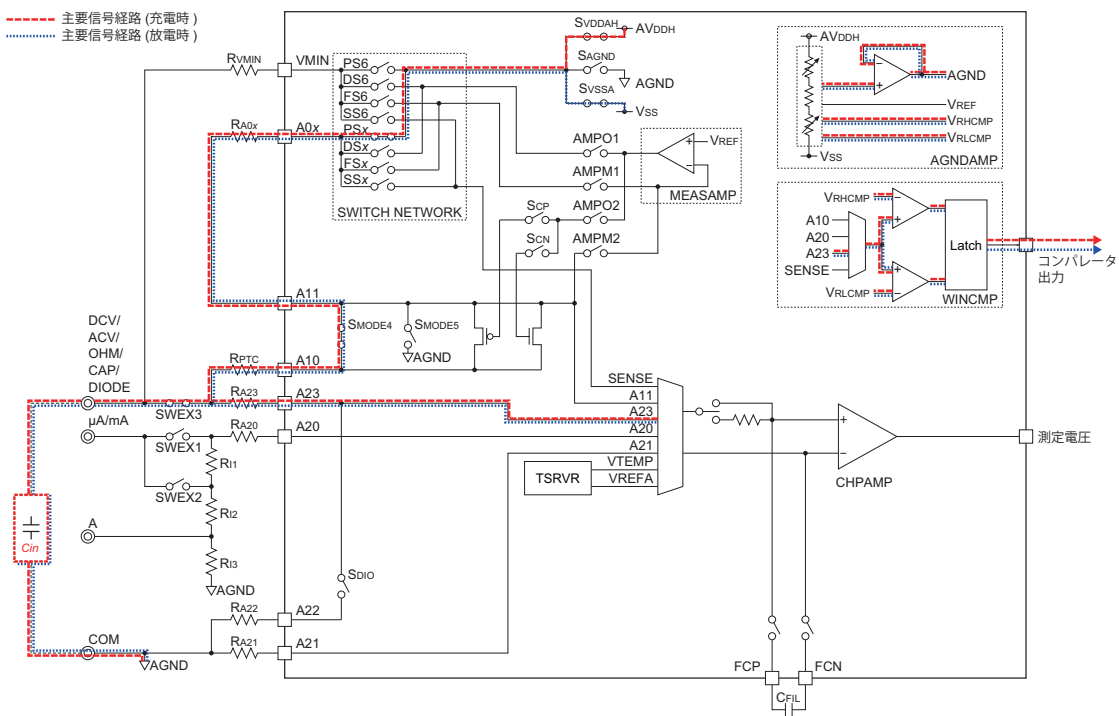 主要信号経路 (充電時)
主要信号経路 (放電時)
SVDDAH
AVDDH
SAGND
AGND
SVSSA
VSS
RVMIN
VMIN
PS6
DS6
FS6
SS6
RA0x
A0x
PSx
DSx
FSx
SSx
SWITCH NETWORK
AMPO1
AMPM1
AMPO2
AMPM2
VREF
MEASAMP
SCP
SCN
AVDDH
AGND
VREF
VRHCMP
VRLCMP
VSS
AGNDAMP
VRHCMP
A10
A20
A23
SENSE
VRLCMP
Latch
WINCMP
コンパレータ
出力
A11
SMODE4
SMODE5
AGND
DCV/
ACV/
OHM/
CAP/
DIODE
RPTC
A10
RA23
A23
SWEX3
µA/mA
SWEX1
RA20
A20
RI1
SWEX2
RI2
A
RI3
AGND
Cin
COM
AGND
RA22
A22
RA21
A21
SDIO
SENSE
A11
A23
A20
A21
VTEMP
VREFA
TSRVR
CHPAMP
測定電圧
FCP
FCN
CFIL